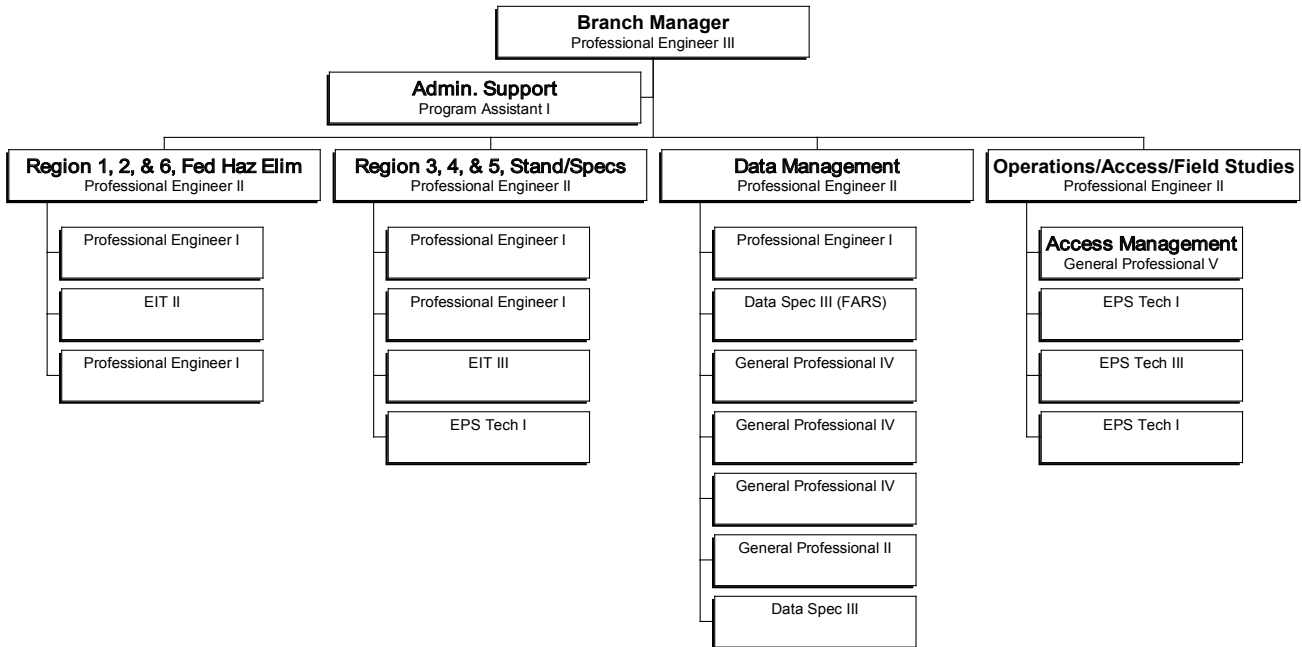 Branch Manager
Professional Engineer III
Admin. Support
Program Assistant I
Region 1, 2, & 6, Fed Haz Elim
Professional Engineer II
Professional Engineer I
EIT II
Professional Engineer I
Region 3, 4, & 5, Stand/Specs
Professional Engineer II
Professional Engineer I
Professional Engineer I
EIT III
EPS Tech I
Data Management
Professional Engineer II
Professional Engineer I
Data Spec III (FARS)
General Professional IV
General Professional IV
General Professional IV
General Professional II
Data Spec III
Operations/Access/Field Studies
Professional Engineer II
Access Management
General Professional V
EPS Tech I
EPS Tech III
EPS Tech I